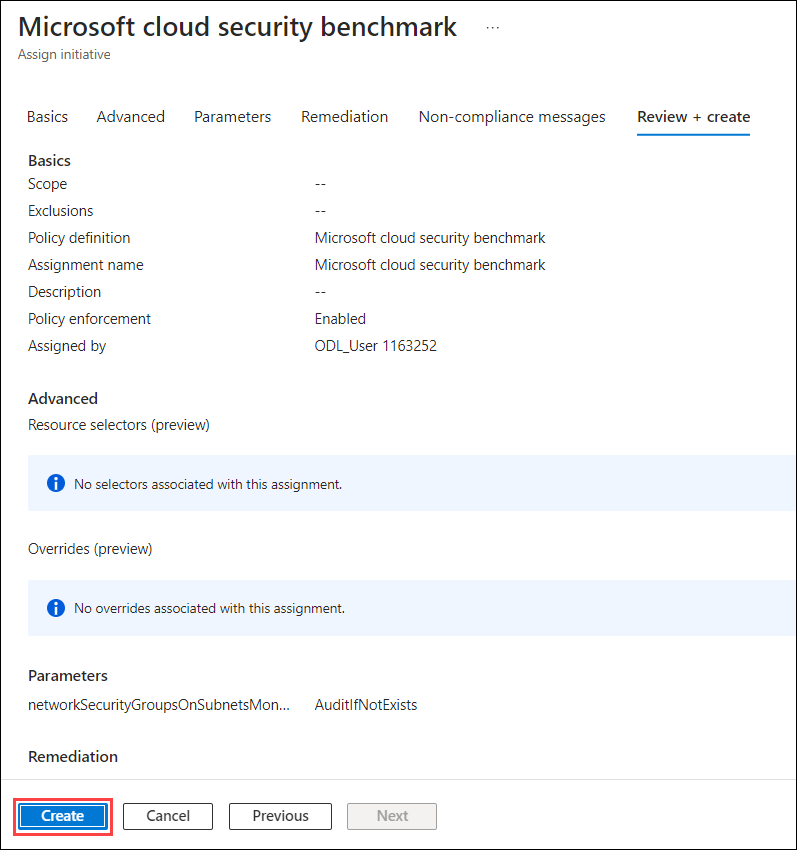 Microsoft cloud security benchmark ...
Assign initiative
Basics Advanced Parameters Remediation Non-compliance messages Review + create
Basics
Scope --
Exclusions --
Policy definition Microsoft cloud security benchmark
Assignment name Microsoft cloud security benchmark
Description --
Policy enforcement Enabled
Assigned by ODL_User 1163252
Advanced
Resource selectors (preview)
No selectors associated with this assignment.
Overrides (preview)
No overrides associated with this assignment.
Parameters
networkSecurityGroupsOnSubnetsMon... AuditIfNotExists
Remediation
Create Cancel Previous Next